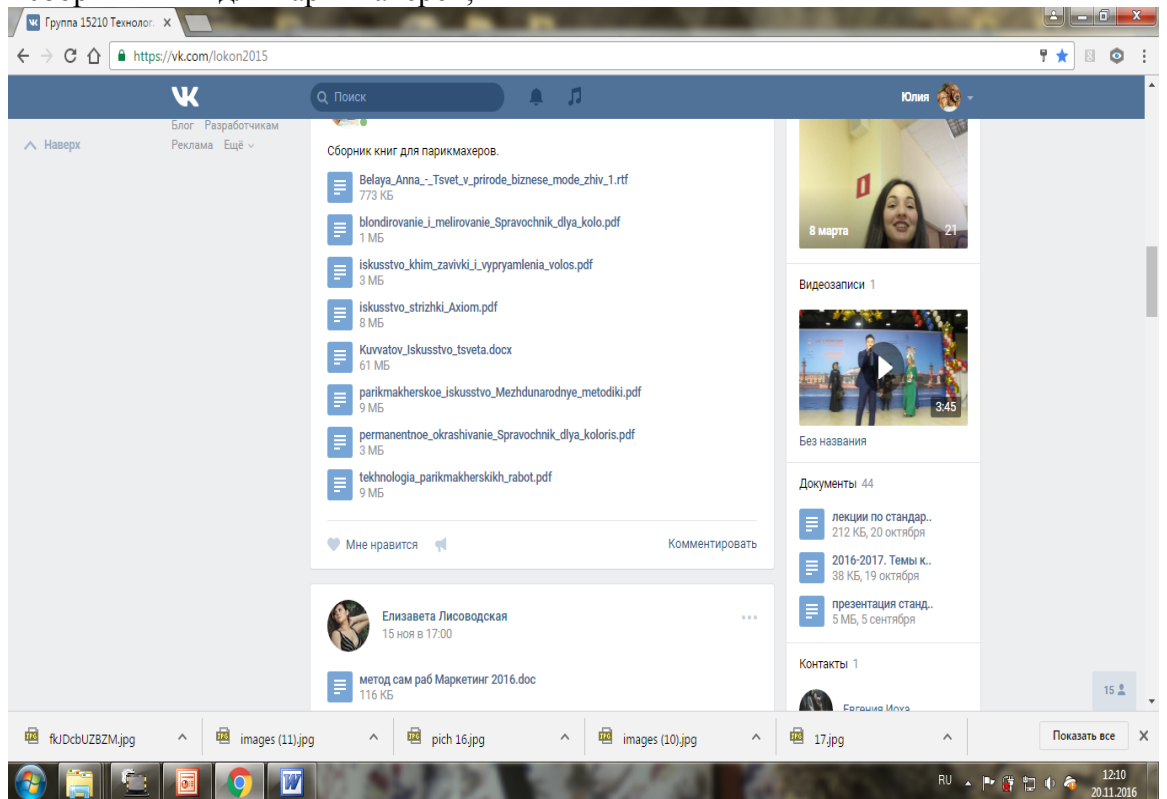 Группа 15210 Технолог.
https://vk.com/lokon2015
Поиск
Юлия
Наверх
Блог Разработчикам
Реклама Ещё
Сборник книг для парикмахеров.
Belaya_Anna_-_Tsvet_v_prirode_biznese_mode_zhiv_1.rtf
773 КБ
blondirovanie_i_melirovanie_Spravochnik_dlya_kolo.pdf
1 МБ
iskusstvo_khim_zavivki_i_vypryamlenia_volos.pdf
3 МБ
iskusstvo_strizhki_Axiom.pdf
8 МБ
Kuvvatov_Iskusstvo_tsveta.docx
61 МБ
parikmakherskoe_iskusstvo_Mezhdunarodnye_metodiki.pdf
9 МБ
permanentnoe_okrashivanie_Spravochnik_dlya_koloris.pdf
3 МБ
tekhnologia_parikmakherskikh_rabot.pdf
9 МБ
Мне нравится
Комментировать
Елизавета Лисоводская
15 ноя в 17:00
метод сам раб Маркетинг 2016.doc
116 КБ
8 марта 21
Видеозаписи 1
3:45
Без названия
Документы 44
лекции по стандар..
212 КБ, 20 октября
2016-2017. Темы к..
38 КБ, 19 октября
презентация станд..
5 МБ, 5 сентября
Контакты 1
Евгения Иоха
15
fkJDcbUZBZM.jpg
images (11).jpg
pich 16.jpg
images (10).jpg
17.jpg
Показать все
RU
12:10
20.11.2016